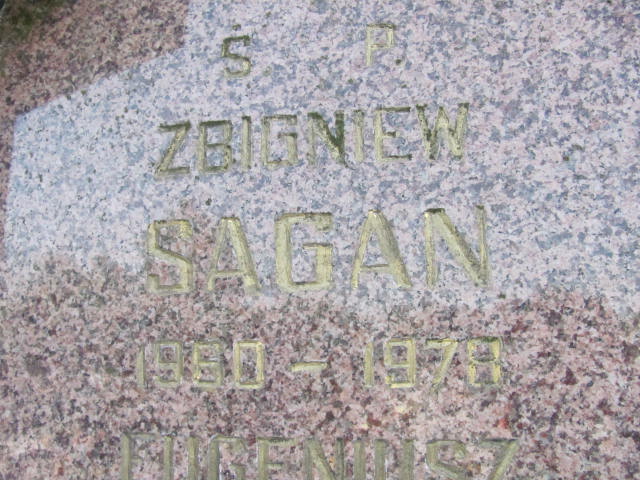 Ś P.
ZBIGNIEW
SAGAN
1960-1978
EUGENIUSZ